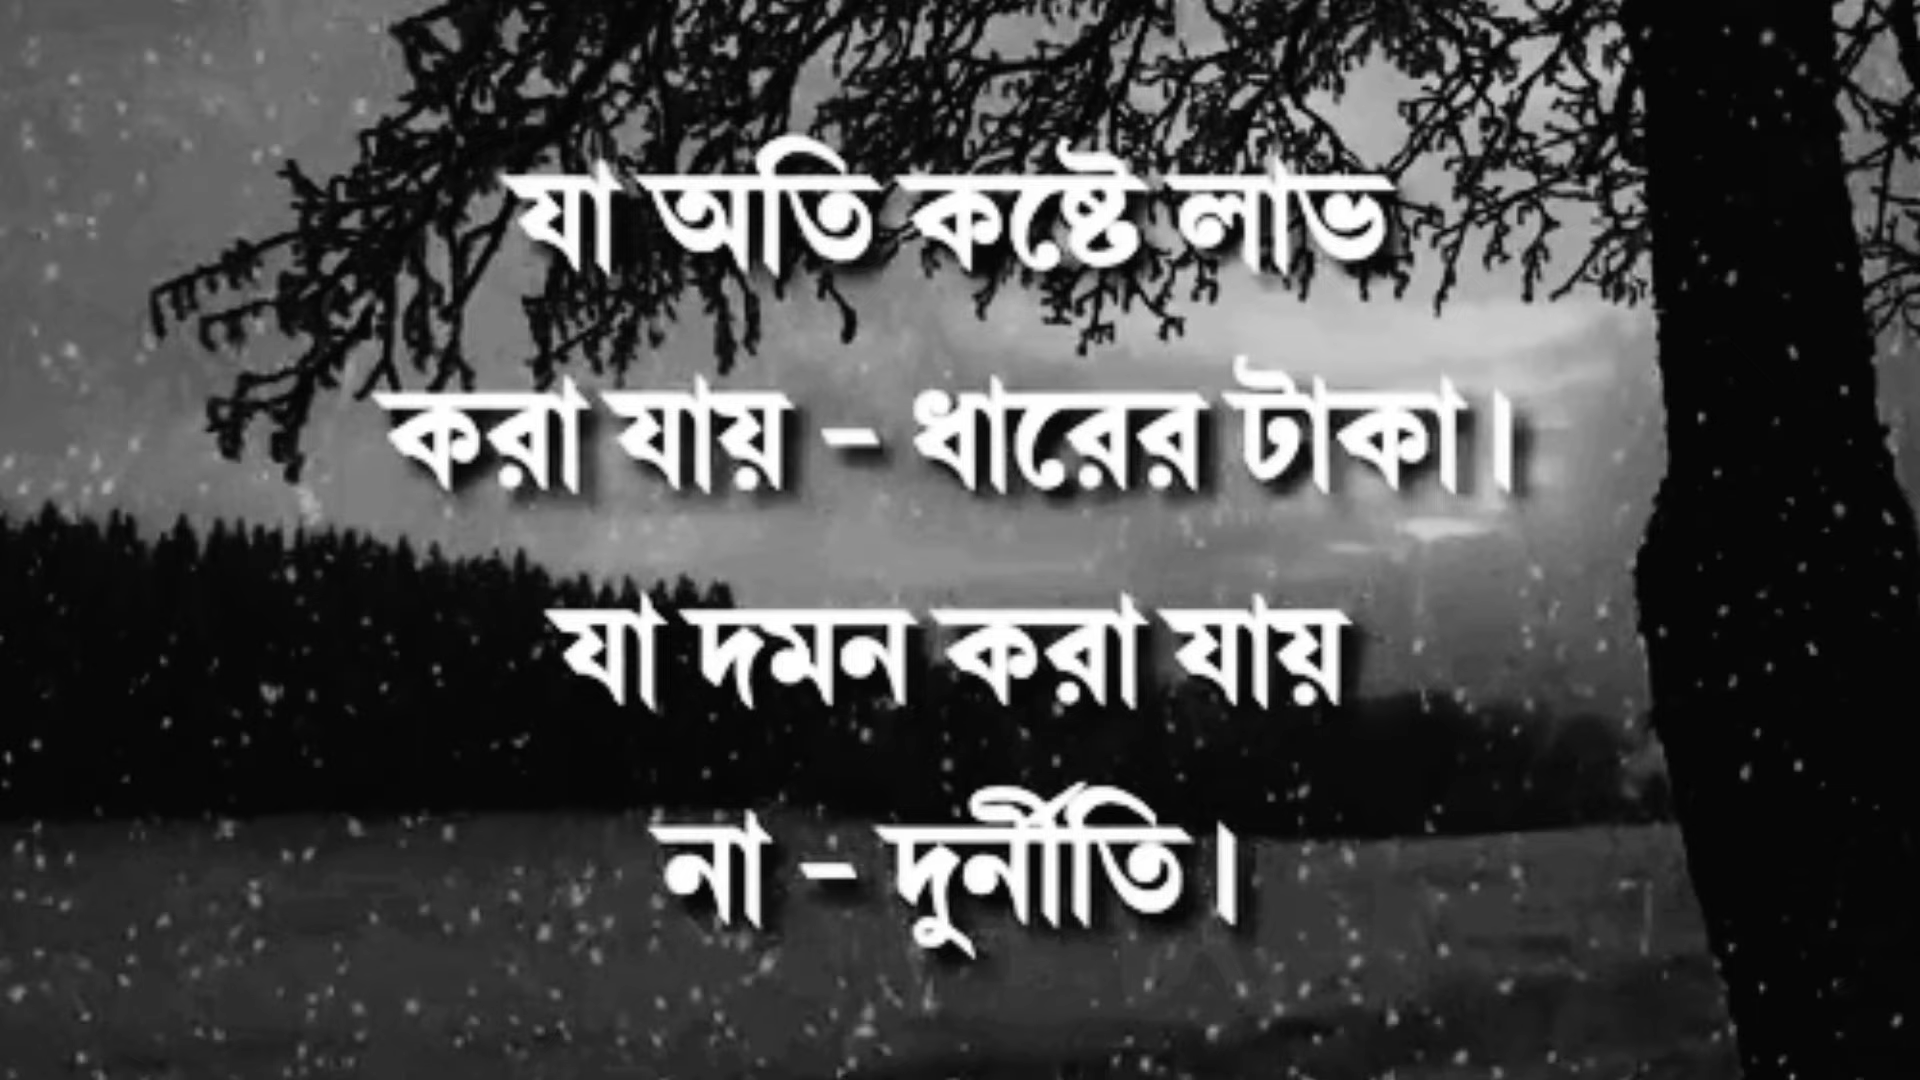 যা অতি কষ্টে লাভ
করা যায় - ধারের টাকা।
যা দমন করা যায়
না - দুর্নীতি।